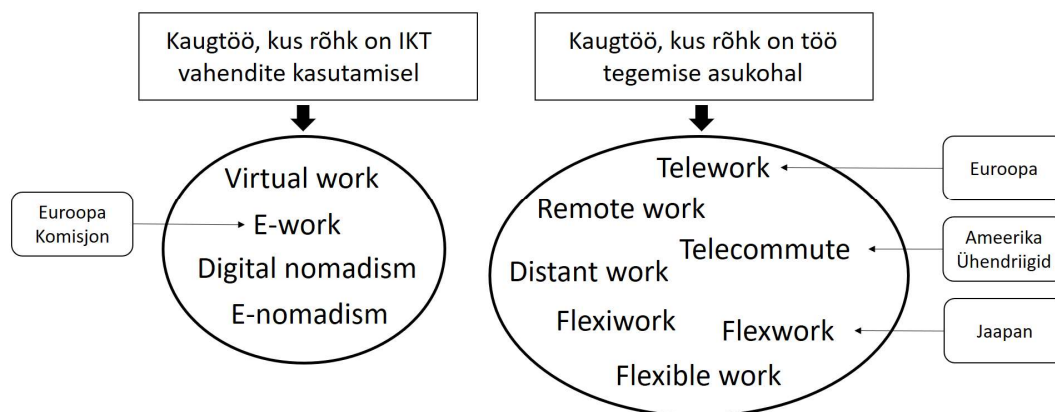 Kaugtöö, kus rõhk on IKT
vahendite kasutamisel
Kaugtöö, kus rõhk on töö
tegemise asukohal
Euroopa
Komisjon
Virtual work
E-work
Digital nomadism
E-nomadism
Telework
Remote work
Telecommute
Distant work
Flexiwork
Flexwork
Flexible work
Euroopa
Ameerika
Ühendriigid
Jaapan